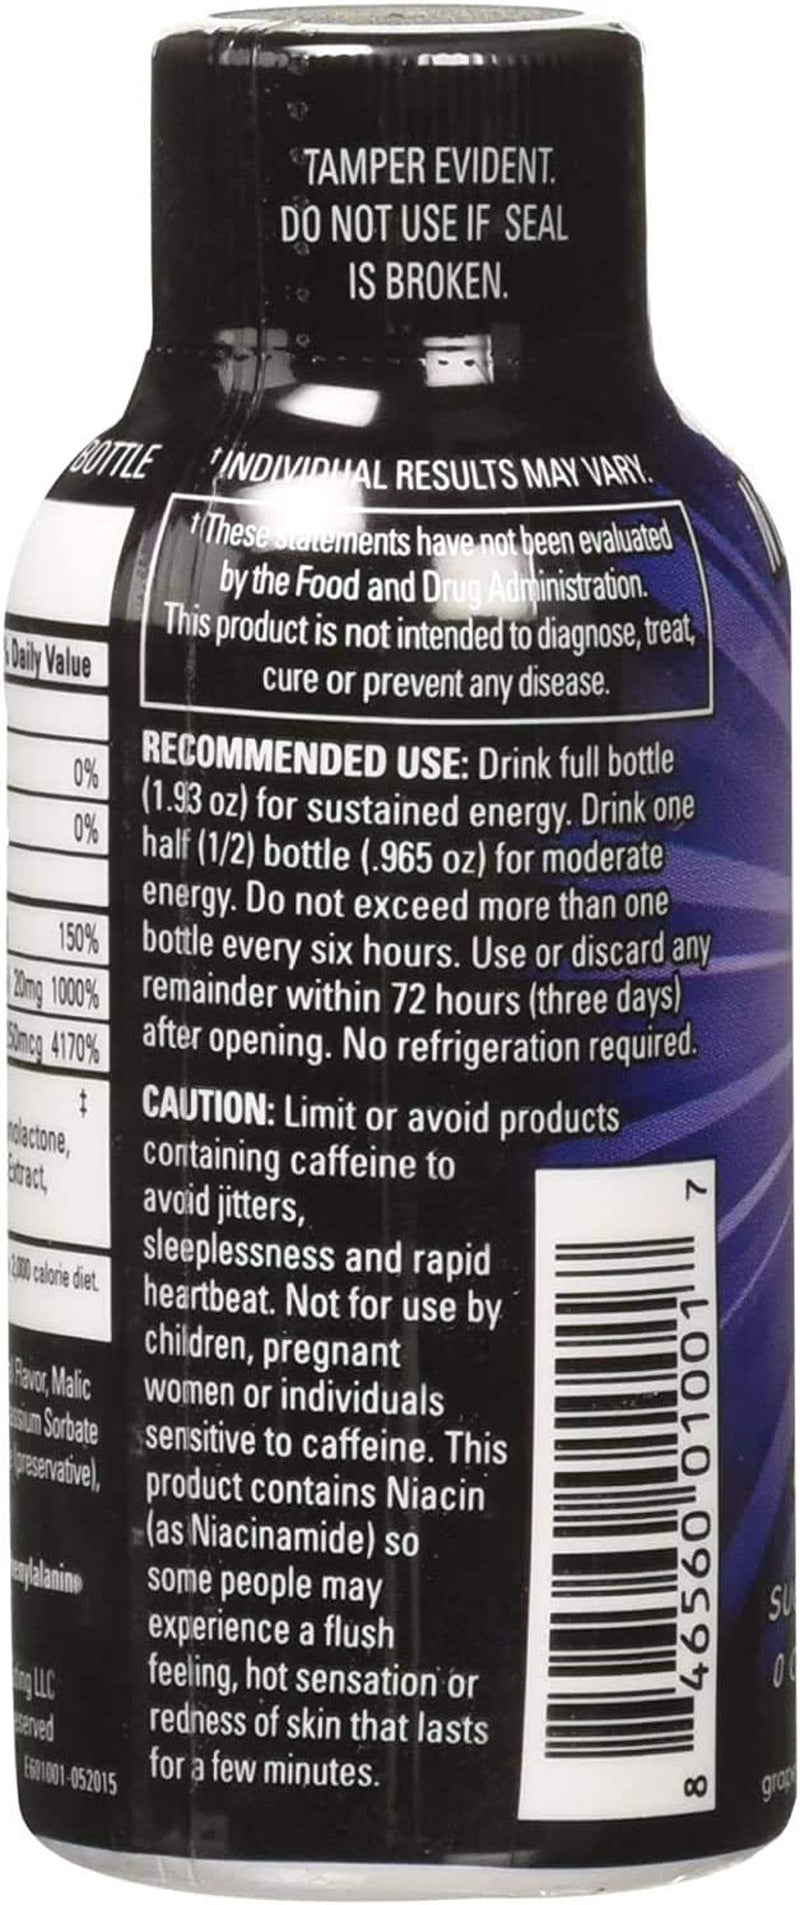 TAMPER EVIDENT.
DO NOT USE IF SEAL
IS BROKEN.
BOTTLE
†INDIVIDUAL RESULTS MAY VARY.
†(These statements have not been evaluated
by the Food and Drug Administration.
This product is not intended to diagnose, treat,
cure or prevent any disease.
% Daily Value
0%
0%
150%
20mg 1000%
50mcg 4170%
‡
Extract,
2,000 calorie diet.
Flavor, Malic
Sorbate
(preservative),
LLC
E601001-052015
RECOMMENDED USE: Drink full bottle
(1.93 oz) for sustained energy. Drink one
half (1/2) bottle (.965 oz) for moderate
energy. Do not exceed more than one
bottle every six hours. Use or discard any
remainder within 72 hours (three days)
after opening. No refrigeration required.
CAUTION: Limit or avoid products
containing caffeine to
avoid jitters,
sleeplessness and rapid
heartbeat. Not for use by
children, pregnant
women or individuals
sensitive to caffeine. This
product contains Niacin
(as Niacinamide) so
some people may
experience a flush
feeling, hot sensation or
redness of skin that lasts
for a few minutes.
8 46560 01001 7
SU
0 C
grape